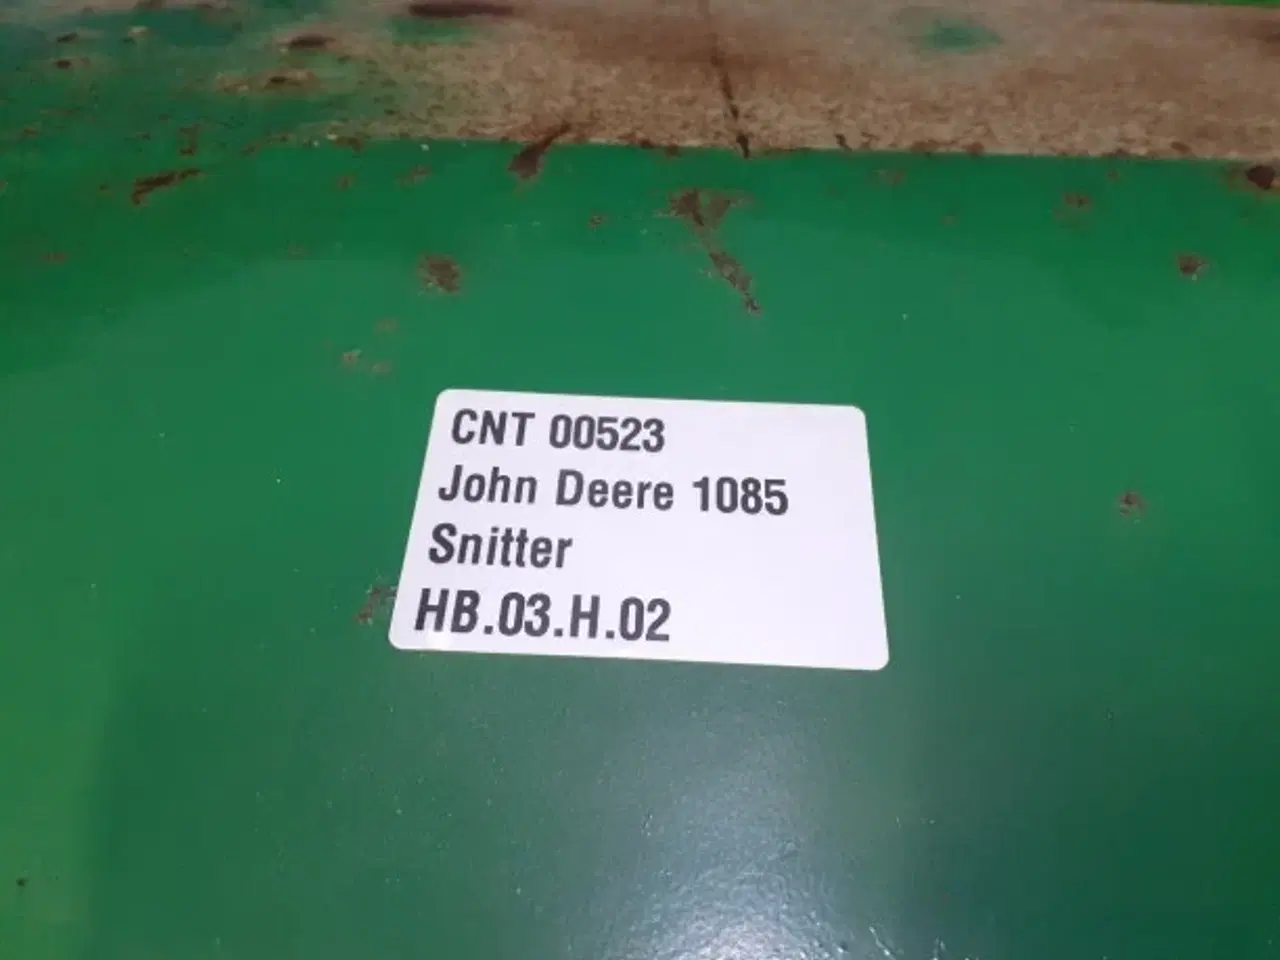 CNT 00523
John Deere 1085
Snitter
HB.03.H.02